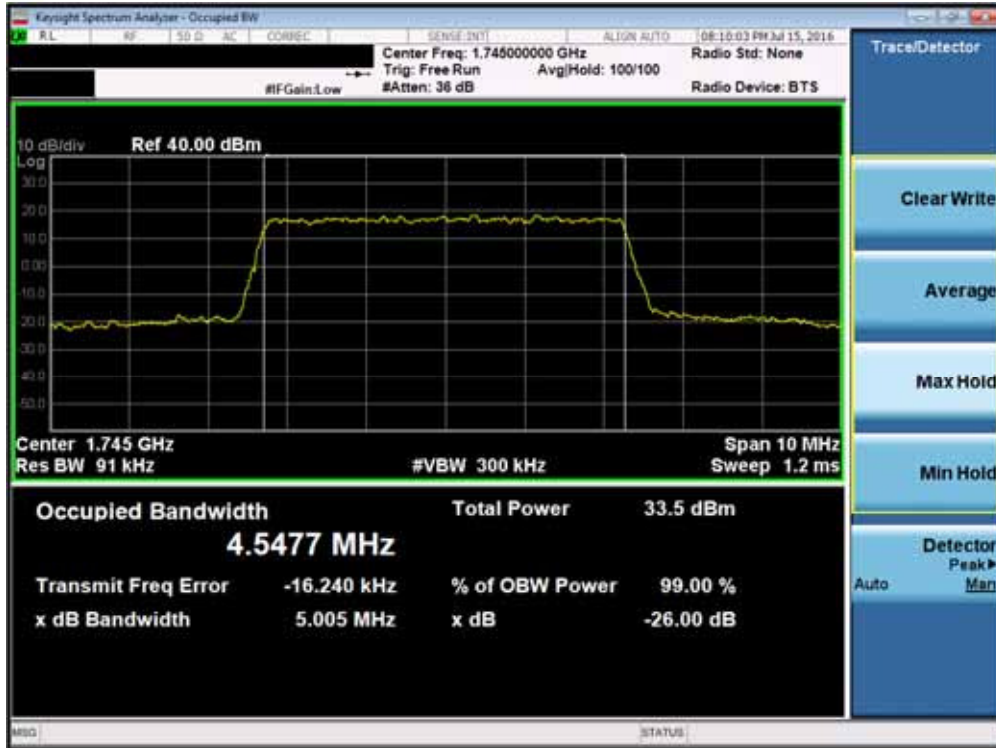 Keysight Spectrum Analyzer - Occupied BW
RL RF 50 Ω AC CORREC SENSE:INT ALIGN AUTO 08:10:03 PM Jul 15, 2016
Center Freq: 1.745000000 GHz Radio Std: None
Trig: Free Run Avg|Hold: 100/100
#IFGain:Low #Atten: 36 dB Radio Device: BTS
Trace/Detector
10 dB/div Ref 40.00 dBm
Log
30.0
20.0
10.0
0.00
-10.0
-20.0
-30.0
-40.0
-50.0
Center 1.745 GHz Span 10 MHz
Res BW 91 kHz #VBW 300 kHz Sweep 1.2 ms
Occupied Bandwidth Total Power 33.5 dBm
4.5477 MHz
Transmit Freq Error -16.240 kHz % of OBW Power 99.00 %
x dB Bandwidth 5.005 MHz x dB -26.00 dB
Clear Write
Average
Max Hold
Min Hold
Detector
Peak▶
Auto Man
MSG STATUS